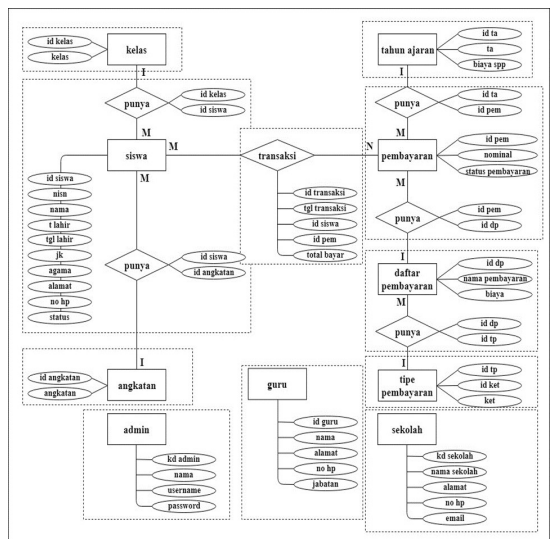 id kelas
kelas
kelas
I
punya
id kelas
id siswa
M
siswa
M
M
id siswa
nisn
nama
t lahir
tgl lahir
jk
agama
alamat
no hp
status
punya
id siswa
id angkatan
I
id angkatan
angkatan
angkatan
transaksi
N
id transaksi
tgl transaksi
id siswa
id pem
total bayar
tahun ajaran
id ta
ta
biaya spp
I
punya
id ta
id pem
M
pembayaran
id pem
nominal
status pembayaran
M
punya
id pem
id dp
I
daftar
pembayaran
id dp
nama pembayaran
biaya
M
punya
id dp
id tp
I
tipe
pembayaran
id tp
id ket
ket
admin
kd admin
nama
username
password
guru
id guru
nama
alamat
no hp
jabatan
sekolah
kd sekolah
nama sekolah
alamat
no hp
email